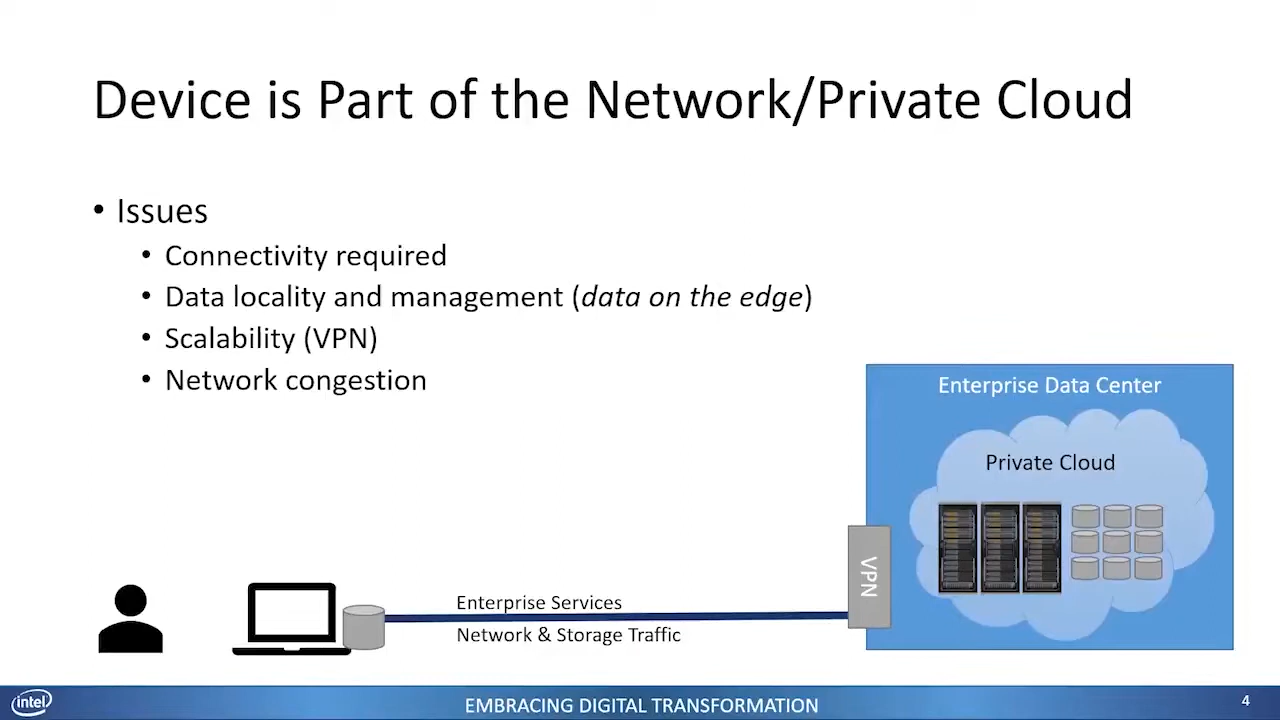 Device is Part of the Network/Private Cloud
• Issues
• Connectivity required
• Data locality and management (data on the edge)
• Scalability (VPN)
• Network congestion
Enterprise Data Center
Private Cloud
VPN
Enterprise Services
Network & Storage Traffic
intel
EMBRACING DIGITAL TRANSFORMATION
4